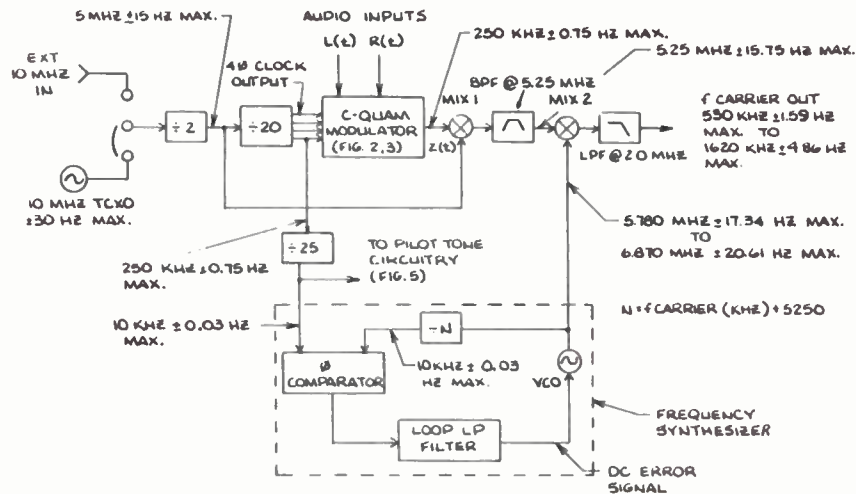 5 MHZ ±15 HZ MAX.
AUDIO INPUTS
L(t) R(t)
250 KHZ ± 0.75 HZ
MAX.
5.25 MHZ ± 15.75 HZ MAX.
EXT
10 MHZ
IN
4Ø CLOCK
OUTPUT
÷2
÷20
C-QUAM
MODULATOR
(FIG. 2,3)
MIX 1
Z(t)
BPF @ 5.25 MHZ
MIX 2
LPF @ 2.0 MHZ
f CARRIER OUT
530 KHZ ±1.59 HZ
MAX. TO
1620 KHZ ±4.86 HZ
MAX.
10 MHZ TCXO
±30 HZ MAX.
÷25
250 KHZ ±0.75 HZ
MAX.
TO PILOT TONE
CIRCUITRY
(FIG. 5)
5.780 MHZ ± 17.34 HZ MAX.
TO
6.870 MHZ ± 20.61 HZ MAX.
10 KHZ ± 0.03 HZ
MAX.
÷N
N = f CARRIER (KHZ) + 5250
10 KHZ ± 0.03
HZ MAX.
Ø
COMPARATOR
VCO
LOOP LP
FILTER
FREQUENCY
SYNTHESIZER
DC ERROR
SIGNAL